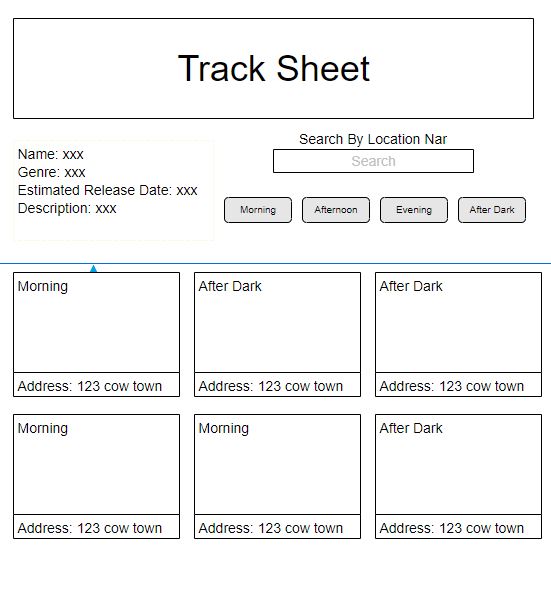 Track Sheet
Name: xxx
Genre: xxx
Estimated Release Date: xxx
Description: xxx
Search By Location Nar
Search
Morning
Afternoon
Evening
After Dark
Morning
After Dark
After Dark
Address: 123 cow town
Address: 123 cow town
Address: 123 cow town
Morning
Morning
After Dark
Address: 123 cow town
Address: 123 cow town
Address: 123 cow town